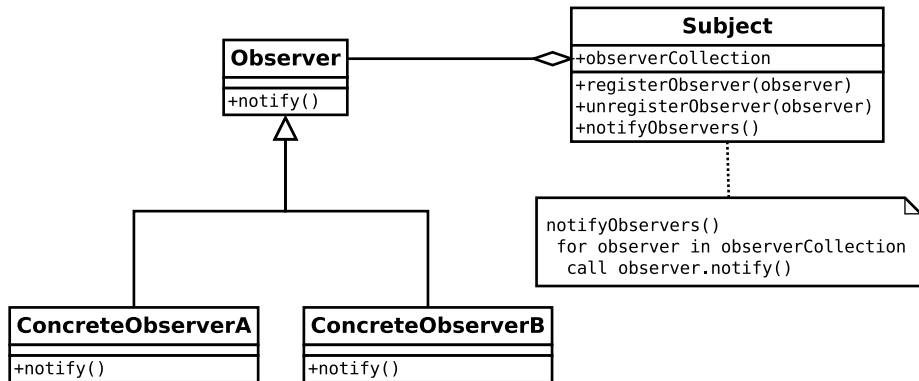 Subject
Observer
+observerCollection
+notify()
+registerObserver(observer)
+unregisterObserver(observer)
+notifyObservers()
notifyObservers()
for observer in observerCollection
call observer.notify()
ConcreteObserverA
ConcreteObserverB
+notify()
+notify()